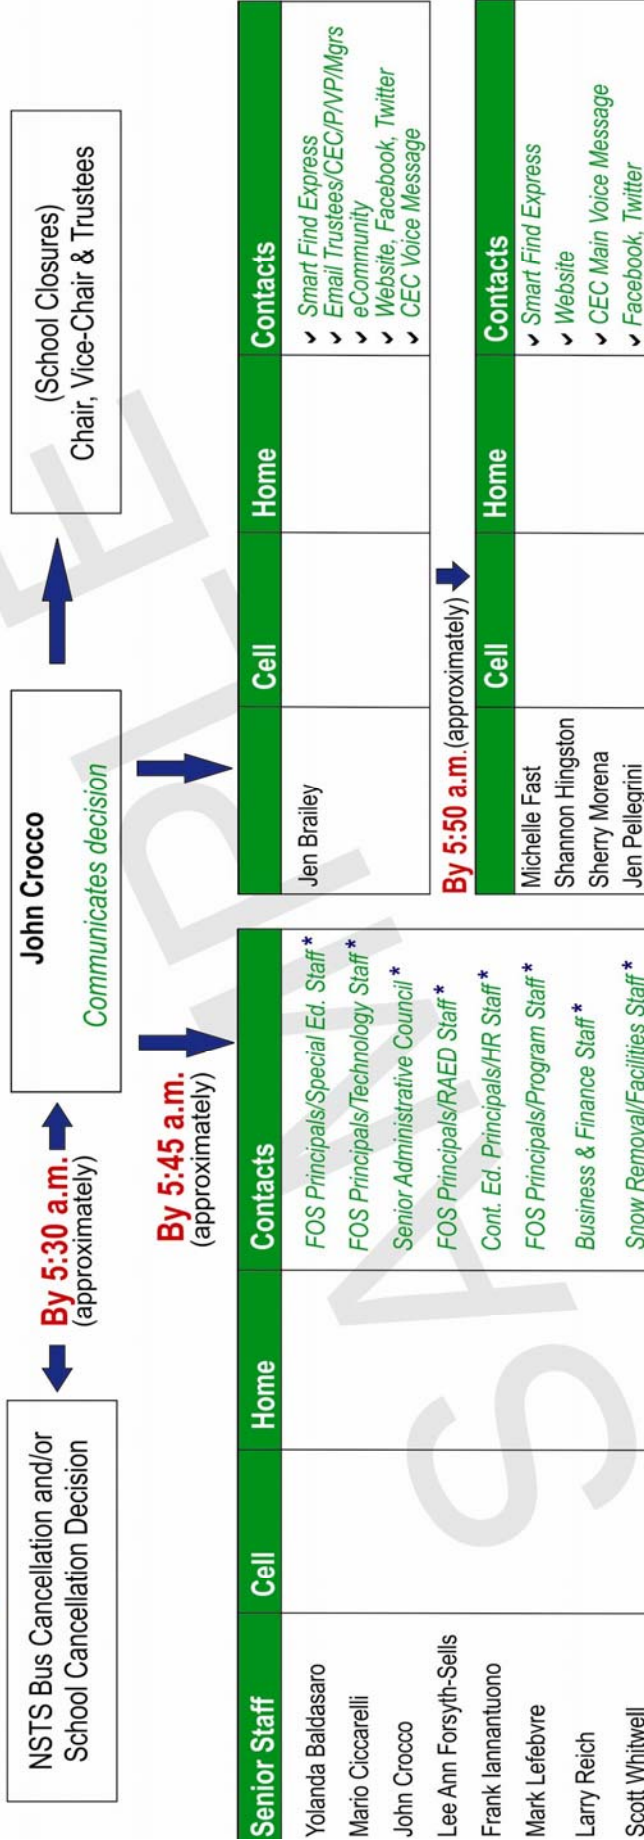 NSTS Bus Cancellation and/or
School Cancellation Decision
By 5:30 a.m.
(approximately)
John Crocco
Communicates decision
(School Closures)
Chair, Vice-Chair & Trustees
By 5:45 a.m.
(approximately)
Senior Staff Cell Home Contacts
Yolanda Baldasaro FOS Principals/Special Ed. Staff*
Mario Ciccarelli FOS Principals/Technology Staff*
John Crocco Senior Administrative Council*
Lee Ann Forsyth-Sells FOS Principals/RAED Staff*
Frank Iannantuono Cont. Ed. Principals/HR Staff*
Mark Lefebvre FOS Principals/Program Staff*
Larry Reich Business & Finance Staff*
Scott Whitwell Snow Removal/Facilities Staff*
Cell Home Contacts
Jen Brailey
✓ Smart Find Express
✓ Email Trustees/CEC/P/VP/Mgrs
✓ eCommunity
✓ Website, Facebook, Twitter
✓ CEC Voice Message
By 5:50 a.m.(approximately)
Cell Home Contacts
Michelle Fast ✓ Smart Find Express
Shannon Hingston ✓ Website
Sherry Morena ✓ CEC Main Voice Message
Jen Pellegrini ✓ Facebook, Twitter
SAMPLE